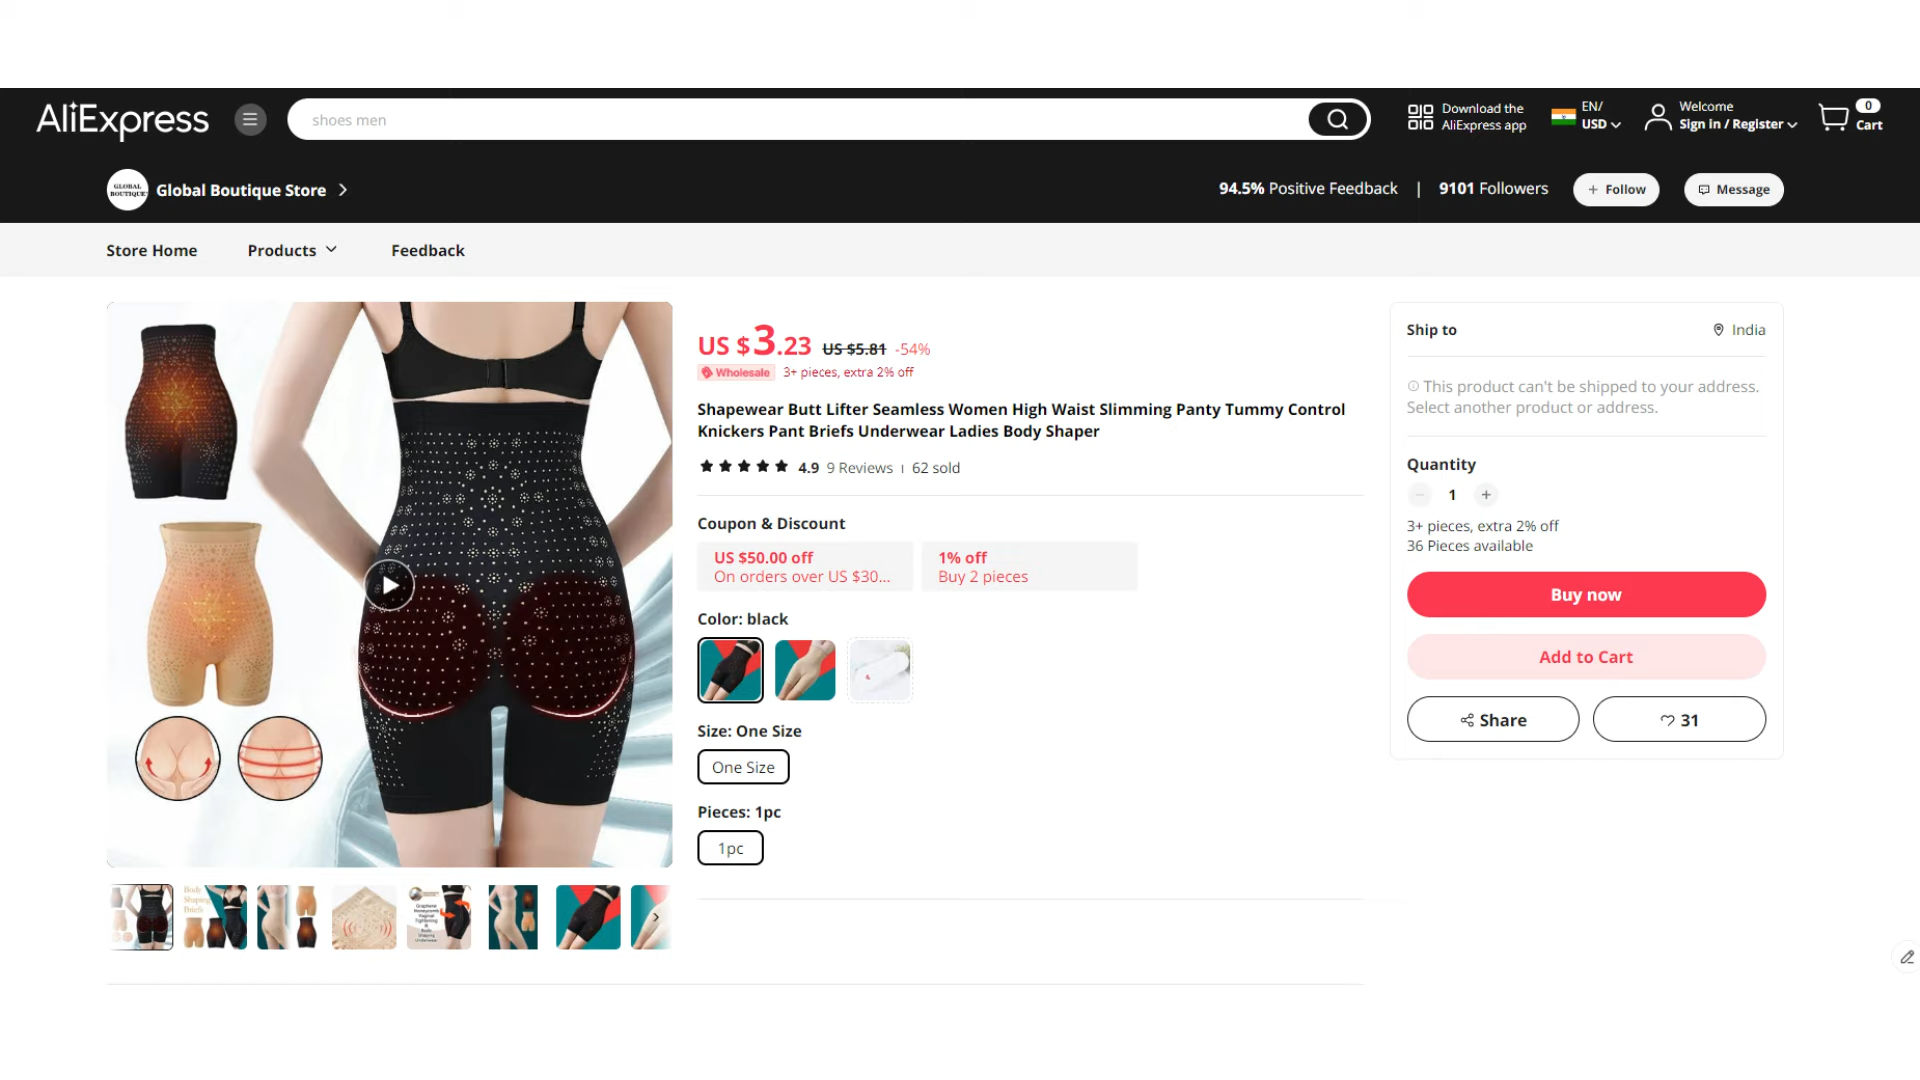 AliExpress
shoes men
Download the
AliExpress app
EN/
USD
Welcome
Sign in / Register
0
Cart
GLOBAL
BOUTIQUE
Global Boutique Store
94.5% Positive Feedback | 9101 Followers
+ Follow
Message
Store Home
Products
Feedback
US $3.23 US $5.81 -54%
Wholesale 3+ pieces, extra 2% off
Shapewear Butt Lifter Seamless Women High Waist Slimming Panty Tummy Control
Knickers Pant Briefs Underwear Ladies Body Shaper
4.9 9 Reviews 62 sold
Coupon & Discount
US $50.00 off
On orders over US $30...
1% off
Buy 2 pieces
Color: black
Size: One Size
One Size
Pieces: 1pc
1pc
Body
Shaping
Briefs
Ship to
India
This product can't be shipped to your address.
Select another product or address.
Quantity
1
3+ pieces, extra 2% off
36 Pieces available
Buy now
Add to Cart
Share
31